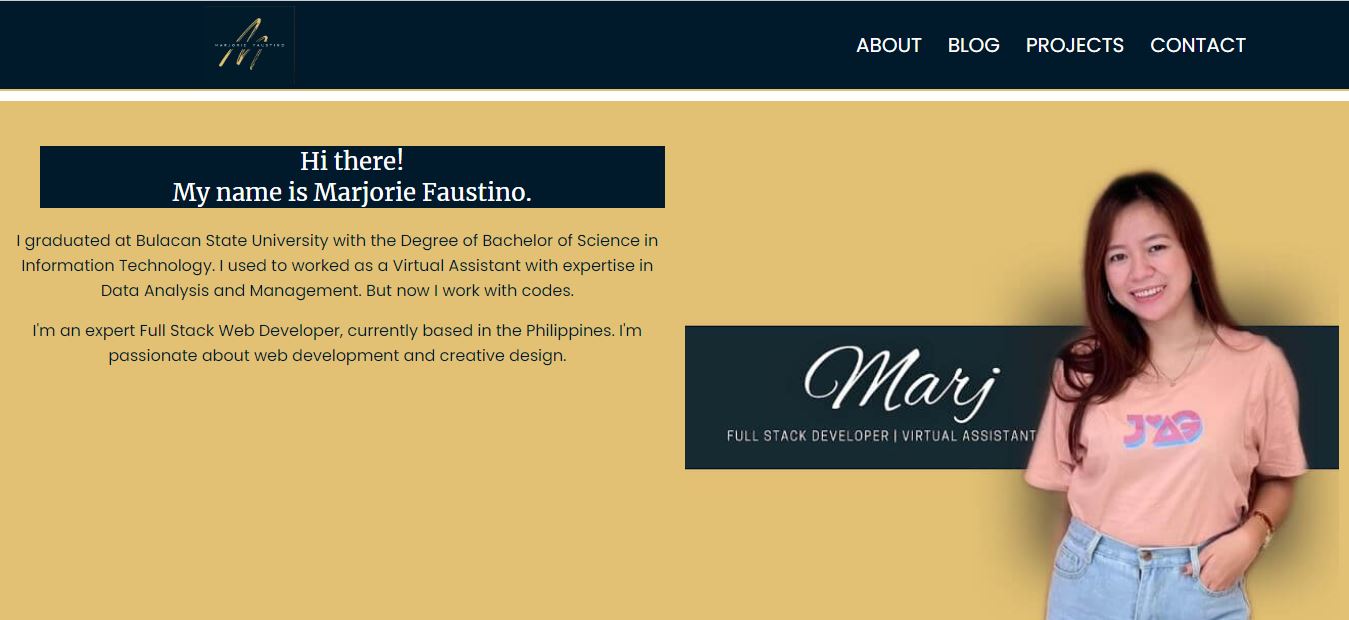 MARJORIE FAUSTINO
ABOUT BLOG PROJECTS CONTACT
Hi there!
My name is Marjorie Faustino.
I graduated at Bulacan State University with the Degree of Bachelor of Science in
Information Technology. I used to worked as a Virtual Assistant with expertise in
Data Analysis and Management. But now I work with codes.
I'm an expert Full Stack Web Developer, currently based in the Philippines. I'm
passionate about web development and creative design.
Marj
FULL STACK DEVELOPER | VIRTUAL ASSISTANT